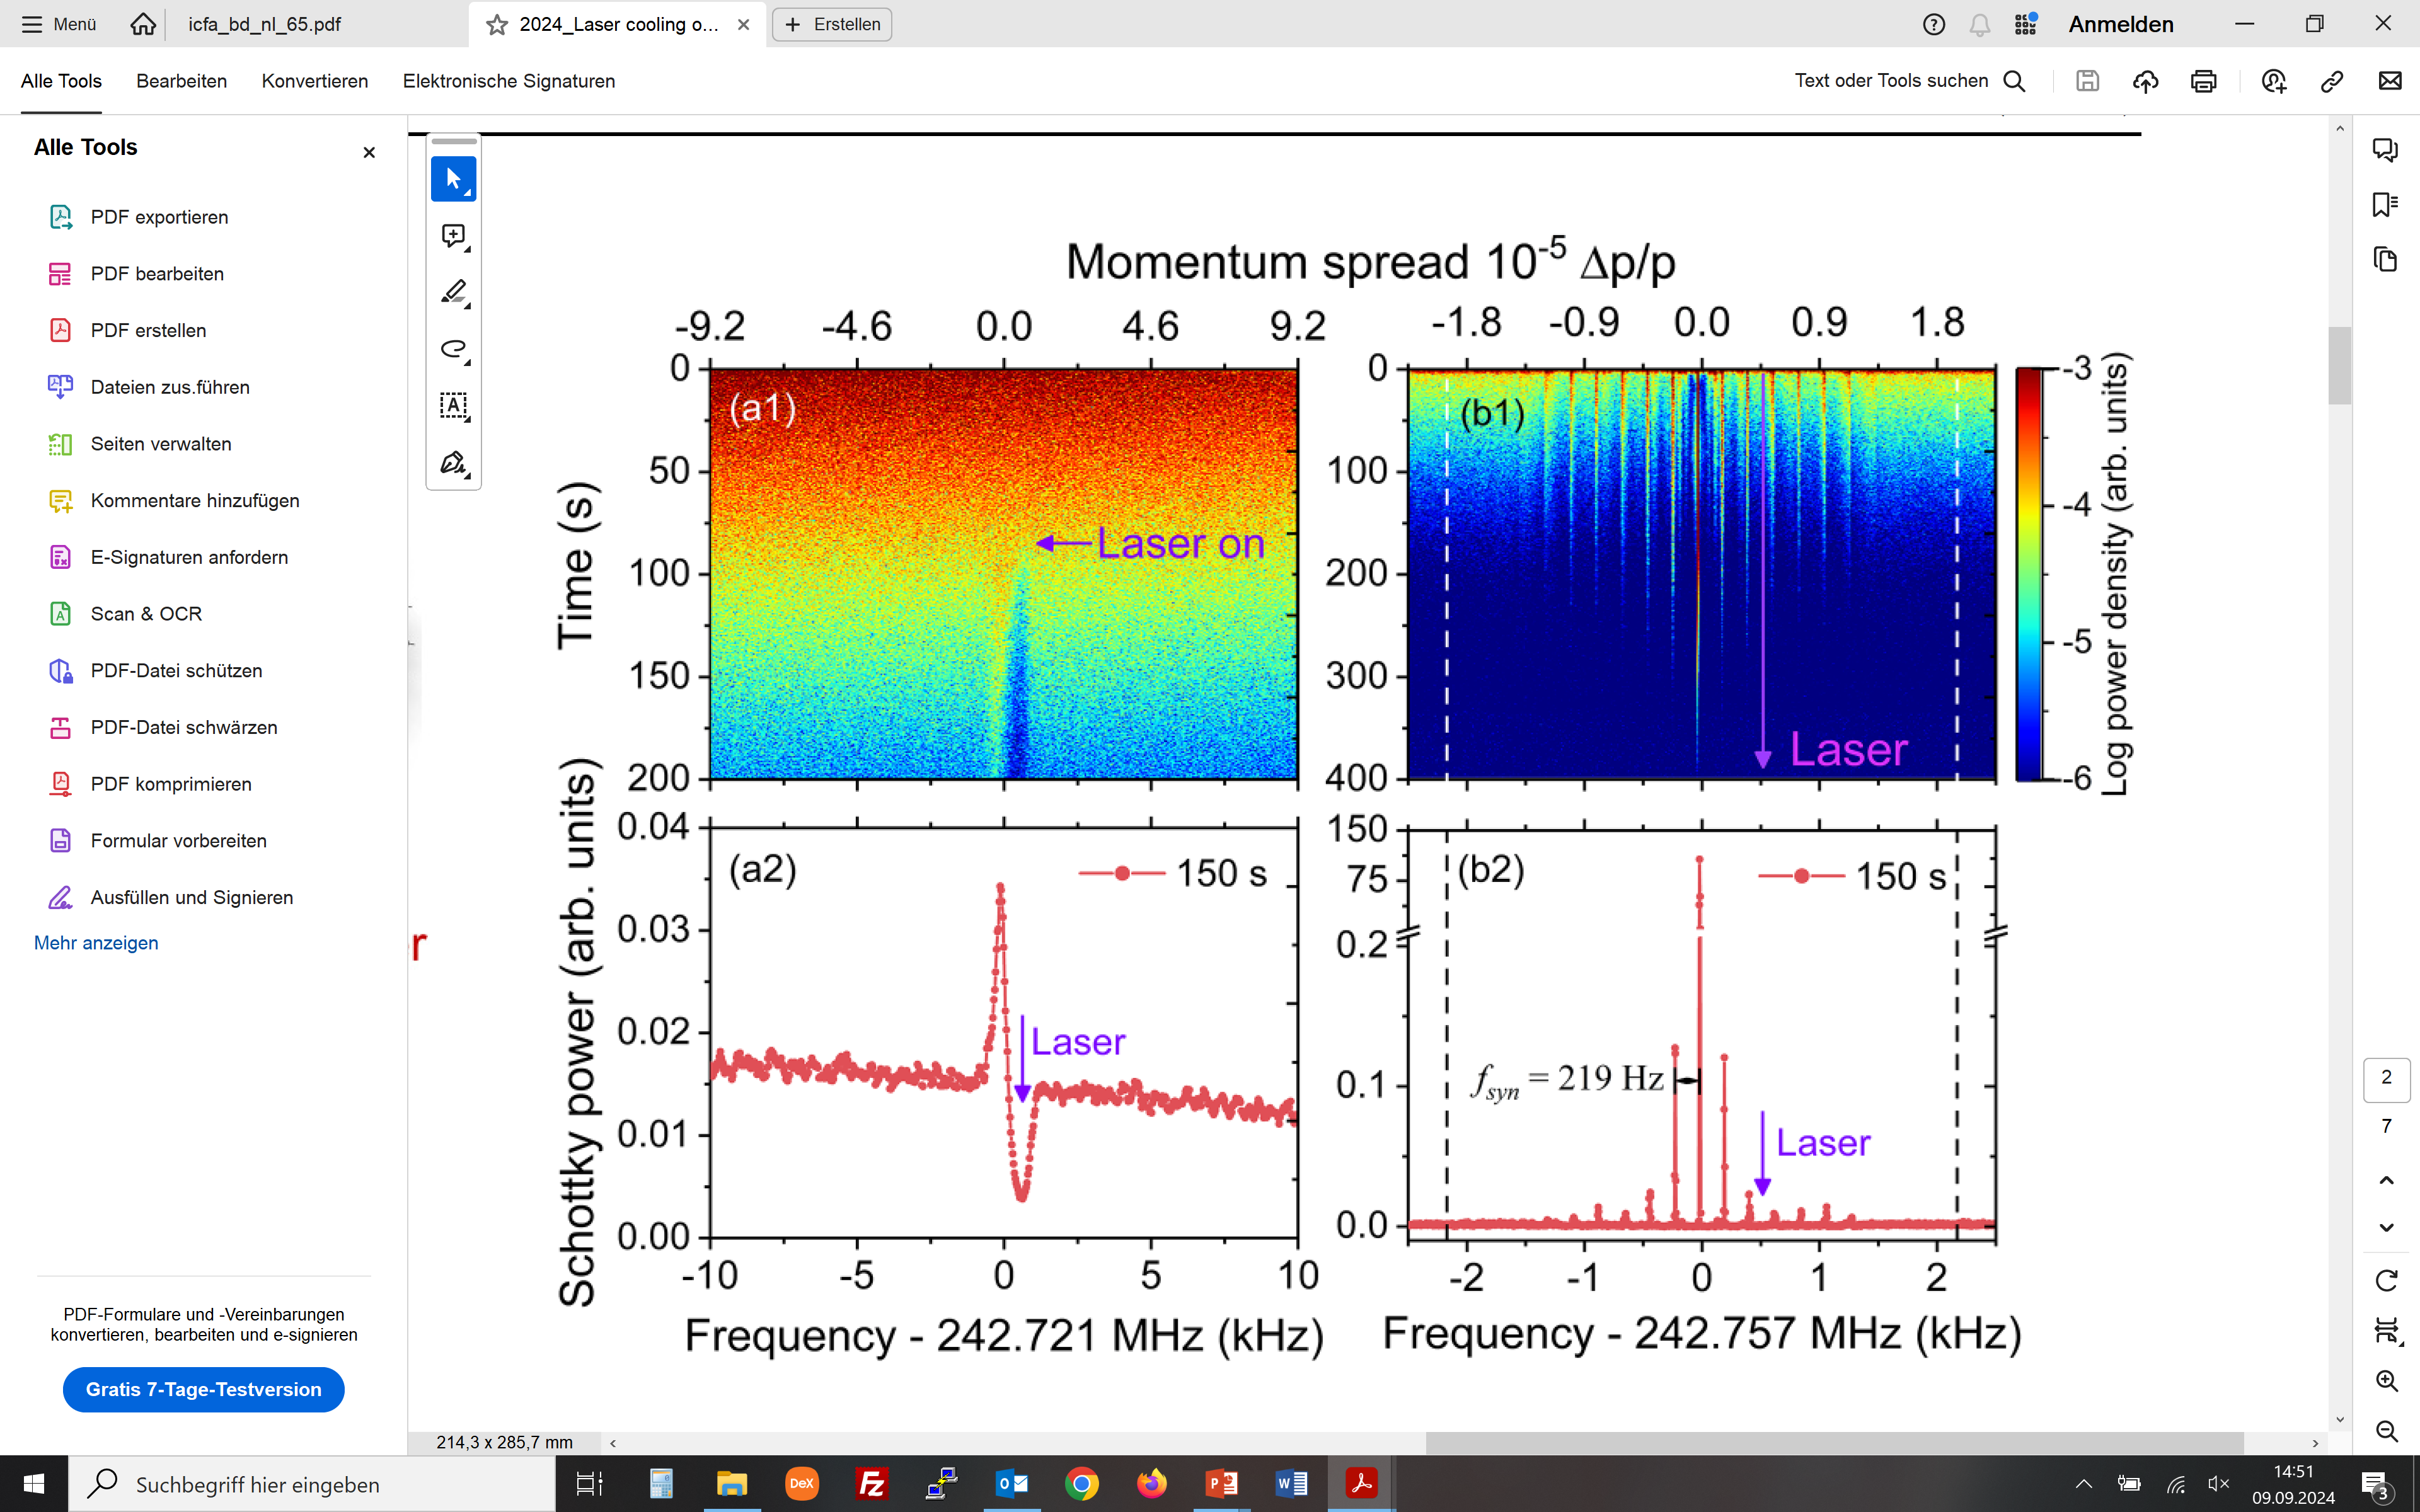 Menü
icfa_bd_nl_65.pdf
2024_Laser cooling o...
Erstellen
Anmelden
Alle Tools
Bearbeiten
Konvertieren
Elektronische Signaturen
Text oder Tools suchen
Alle Tools
PDF exportieren
PDF bearbeiten
PDF erstellen
Dateien zus.führen
Seiten verwalten
Kommentare hinzufügen
E-Signaturen anfordern
Scan & OCR
PDF-Datei schützen
PDF-Datei schwärzen
PDF komprimieren
Formular vorbereiten
Ausfüllen und Signieren
Mehr anzeigen
PDF-Formulare und -Vereinbarungen
konvertieren, bearbeiten und e-signieren
Gratis 7-Tage-Testversion
r
Momentum spread 10⁻⁵ Δp/p
-9.2 -4.6 0.0 4.6 9.2
-1.8 -0.9 0.0 0.9 1.8
Time (s)
0
50
100
150
200
(a1)
Laser on
0
100
200
300
400
(b1)
Laser
-3
-4
-5
-6
Log power density (arb. units)
Schottky power (arb. units)
0.04
0.03
0.02
0.01
0.00
(a2)
150 s
Laser
-10 -5 0 5 10
Frequency - 242.721 MHz (kHz)
150
75
0.2
0.1
0.0
(b2)
150 s
fsyn = 219 Hz
Laser
-2 -1 0 1 2
Frequency - 242.757 MHz (kHz)
2
7
214,3 x 285,7 mm
Suchbegriff hier eingeben
DeX
14:51
09.09.2024
3